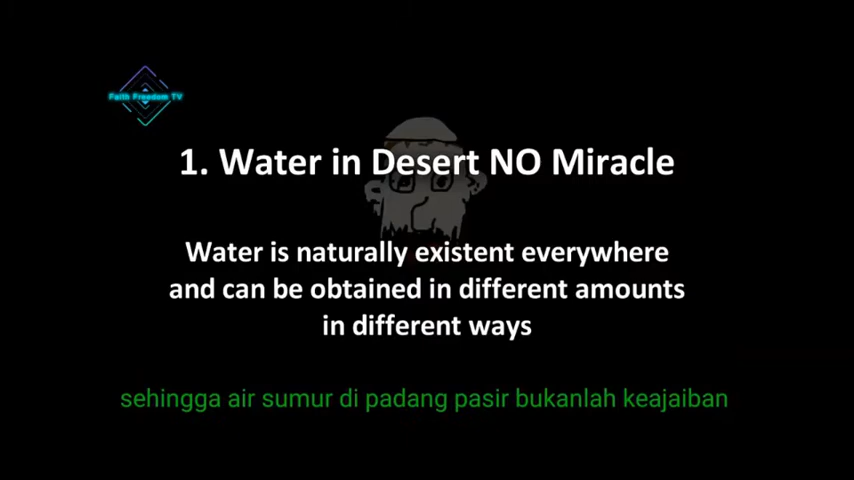 Faith Freedom TV
1. Water in Desert NO Miracle
Water is naturally existent everywhere
and can be obtained in different amounts
in different ways
sehingga air sumur di padang pasir bukanlah keajaiban